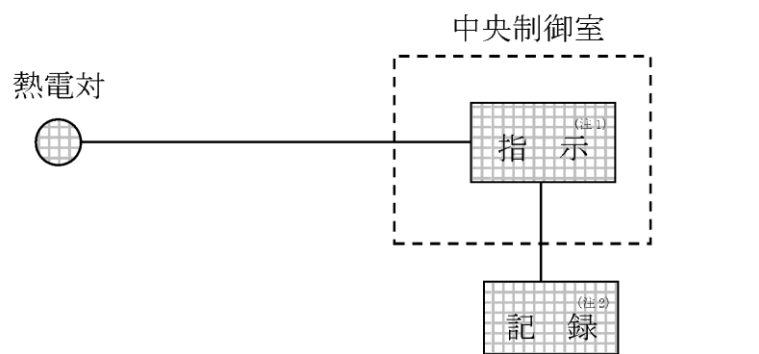 中央制御室
熱電対
(注1)
指 示
(注2)
記 録